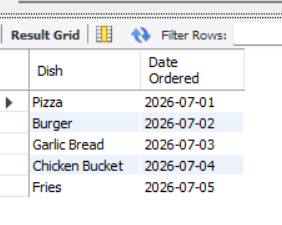 Result Grid Filter Rows:
Dish Date
Ordered
Pizza 2026-07-01
Burger 2026-07-02
Garlic Bread 2026-07-03
Chicken Bucket 2026-07-04
Fries 2026-07-05